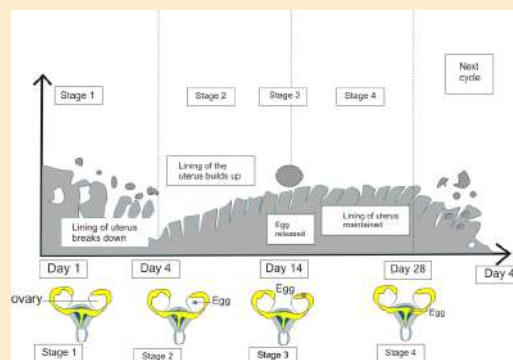 Next
cycle
Stage 1
Stage 2
Stage 3
Stage 4
Lining of the
uterus builds up
Lining of uterus
breaks down
Egg
released
Lining of uterus
maintained
Day 1
Day 4
Day 14
Day 28
Day 4
ovary
Egg
Egg
Egg
Stage 1
Stage 2
Stage 3
Stage 4